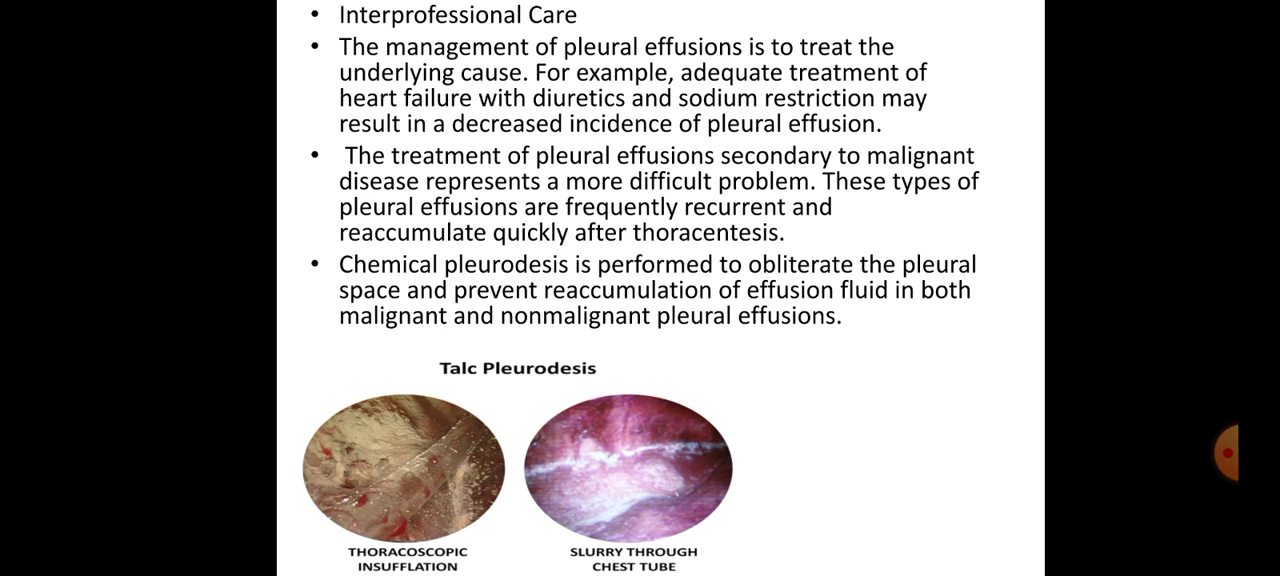 • Interprofessional Care
• The management of pleural effusions is to treat the
underlying cause. For example, adequate treatment of
heart failure with diuretics and sodium restriction may
result in a decreased incidence of pleural effusion.
• The treatment of pleural effusions secondary to malignant
disease represents a more difficult problem. These types of
pleural effusions are frequently recurrent and
reaccumulate quickly after thoracentesis.
• Chemical pleurodesis is performed to obliterate the pleural
space and prevent reaccumulation of effusion fluid in both
malignant and nonmalignant pleural effusions.
Talc Pleurodesis
THORACOSCOPIC
INSUFFLATION
SLURRY THROUGH
CHEST TUBE